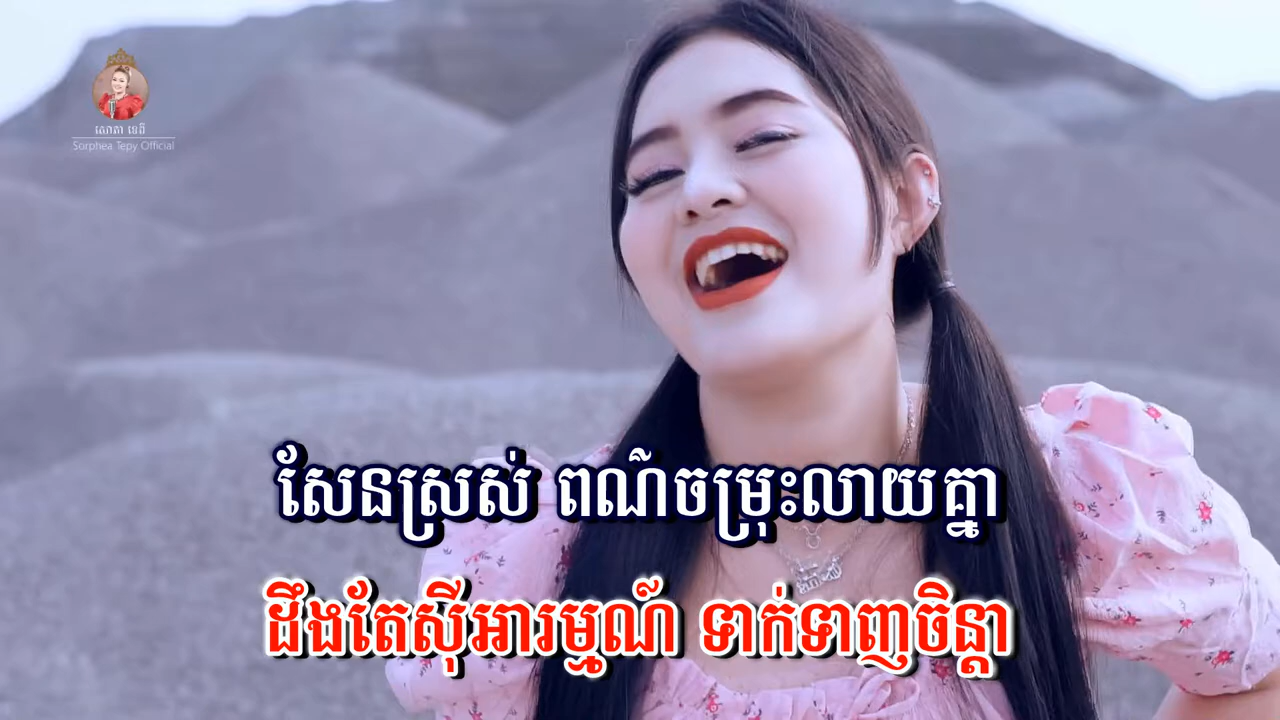 សោភា ទេពី
Sorphea Tepy Official
សែនស្រស់ ពណ៌ចម្រុះលាយគ្នា
ដឹងតែស៊ីអារម្មណ៍ ទាក់ទាញចិន្តា